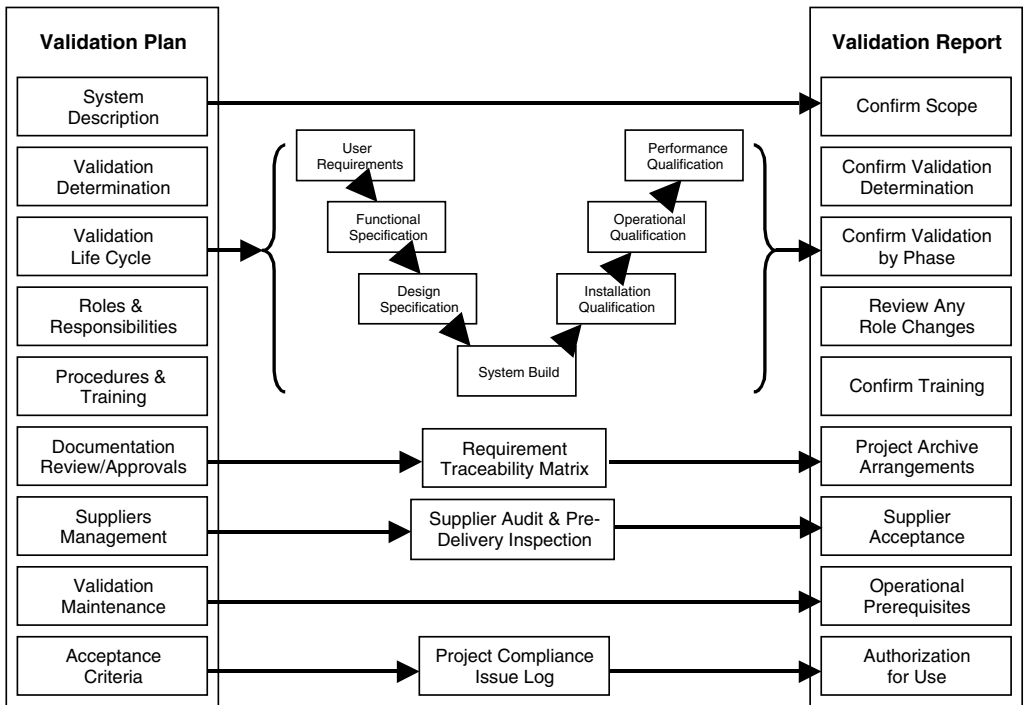 Validation Plan
System
Description
Validation
Determination
Validation
Life Cycle
Roles &
Responsibilities
Procedures &
Training
Documentation
Review/Approvals
Suppliers
Management
Validation
Maintenance
Acceptance
Criteria
User
Requirements
Functional
Specification
Design
Specification
System Build
Installation
Qualification
Operational
Qualification
Performance
Qualification
Requirement
Traceability Matrix
Supplier Audit & Pre-
Delivery Inspection
Project Compliance
Issue Log
Validation Report
Confirm Scope
Confirm Validation
Determination
Confirm Validation
by Phase
Review Any
Role Changes
Confirm Training
Project Archive
Arrangements
Supplier
Acceptance
Operational
Prerequisites
Authorization
for Use